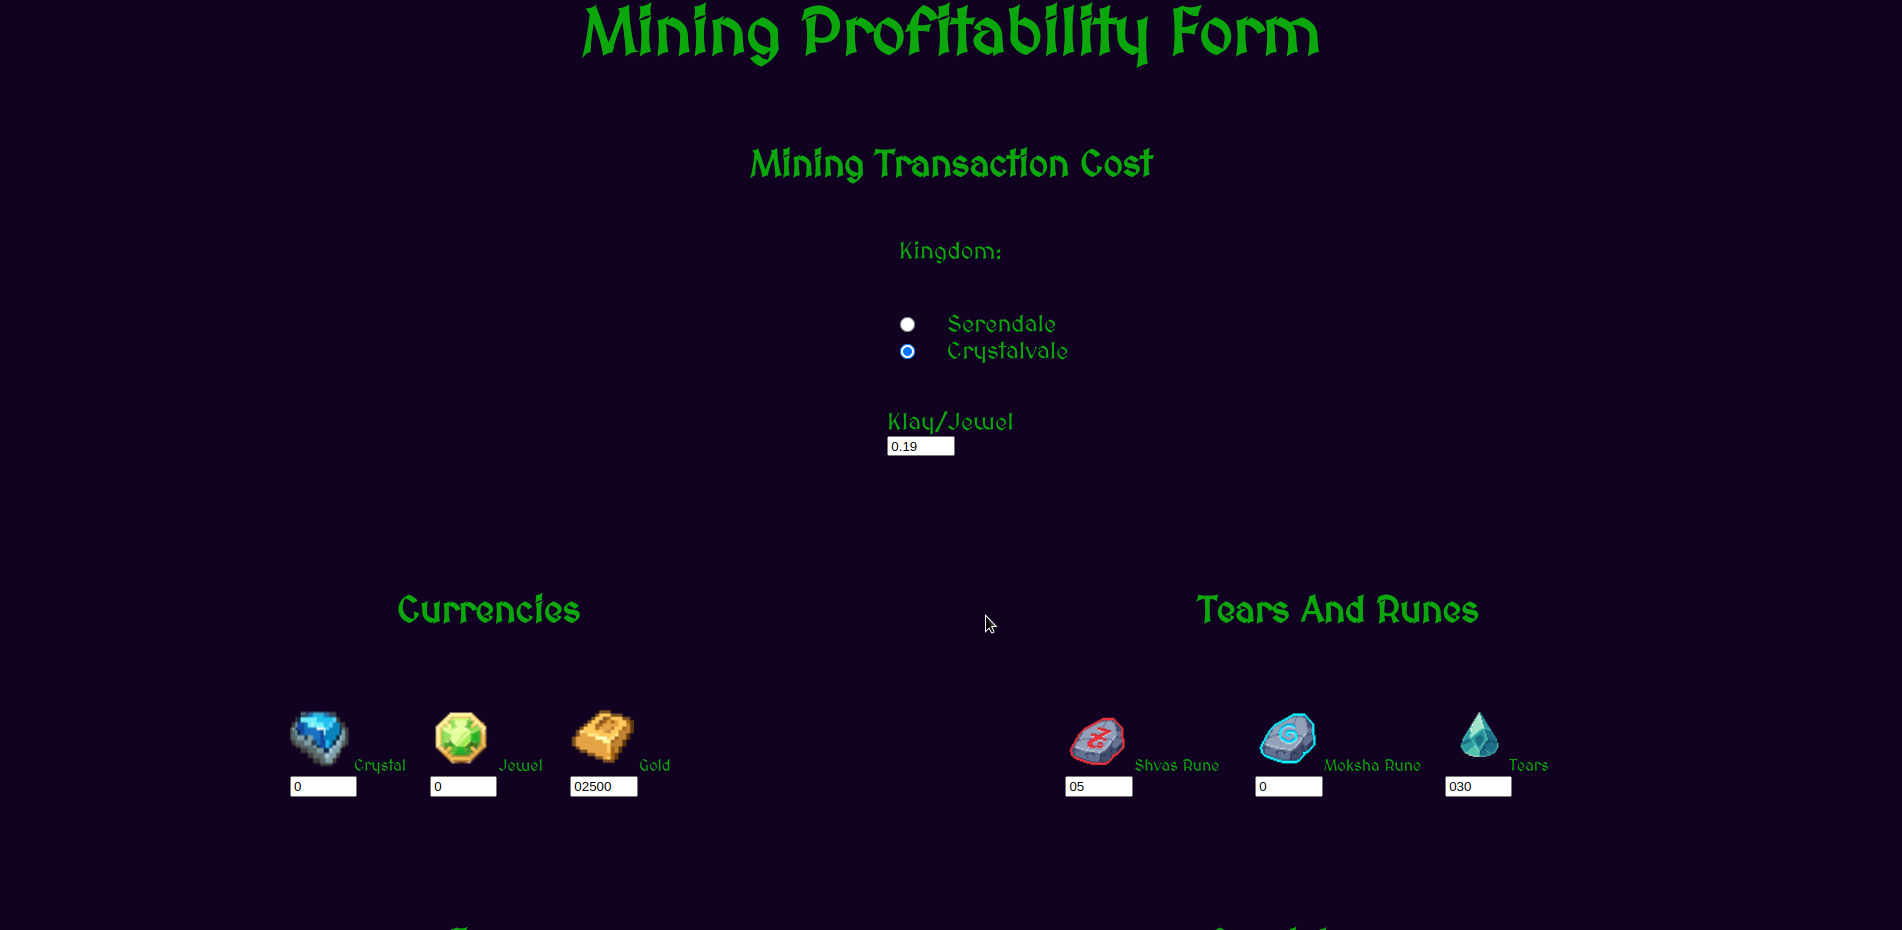 Mining Profitability Form
Mining Transaction Cost
Kingdom:
Serendale
Crystalvale
Klay/Jewel
0.19
Currencies
Tears And Runes
Crystal
Jewel
Gold
Shvas Rune
Moksha Rune
Tears
0
0
02500
05
0
030